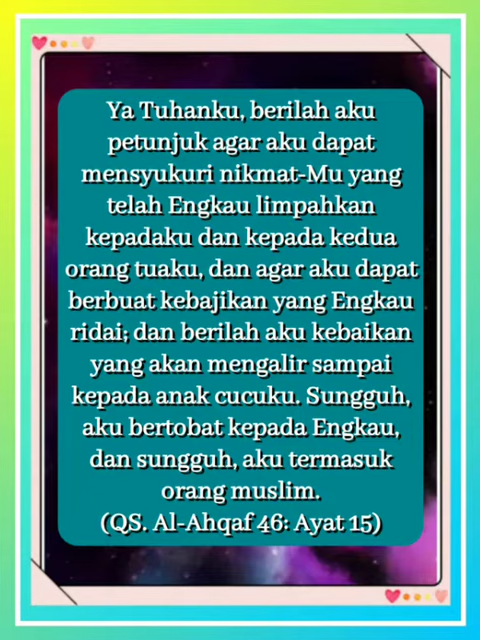 Ya Tuhanku, berilah aku
petunjuk agar aku dapat
mensyukuri nikmat-Mu yang
telah Engkau limpahkan
kepadaku dan kepada kedua
orang tuaku, dan agar aku dapat
berbuat kebajikan yang Engkau
ridai; dan berilah aku kebaikan
yang akan mengalir sampai
kepada anak cucuku. Sungguh,
aku bertobat kepada Engkau,
dan sungguh, aku termasuk
orang muslim.
(QS. Al-Ahqaf 46: Ayat 15)